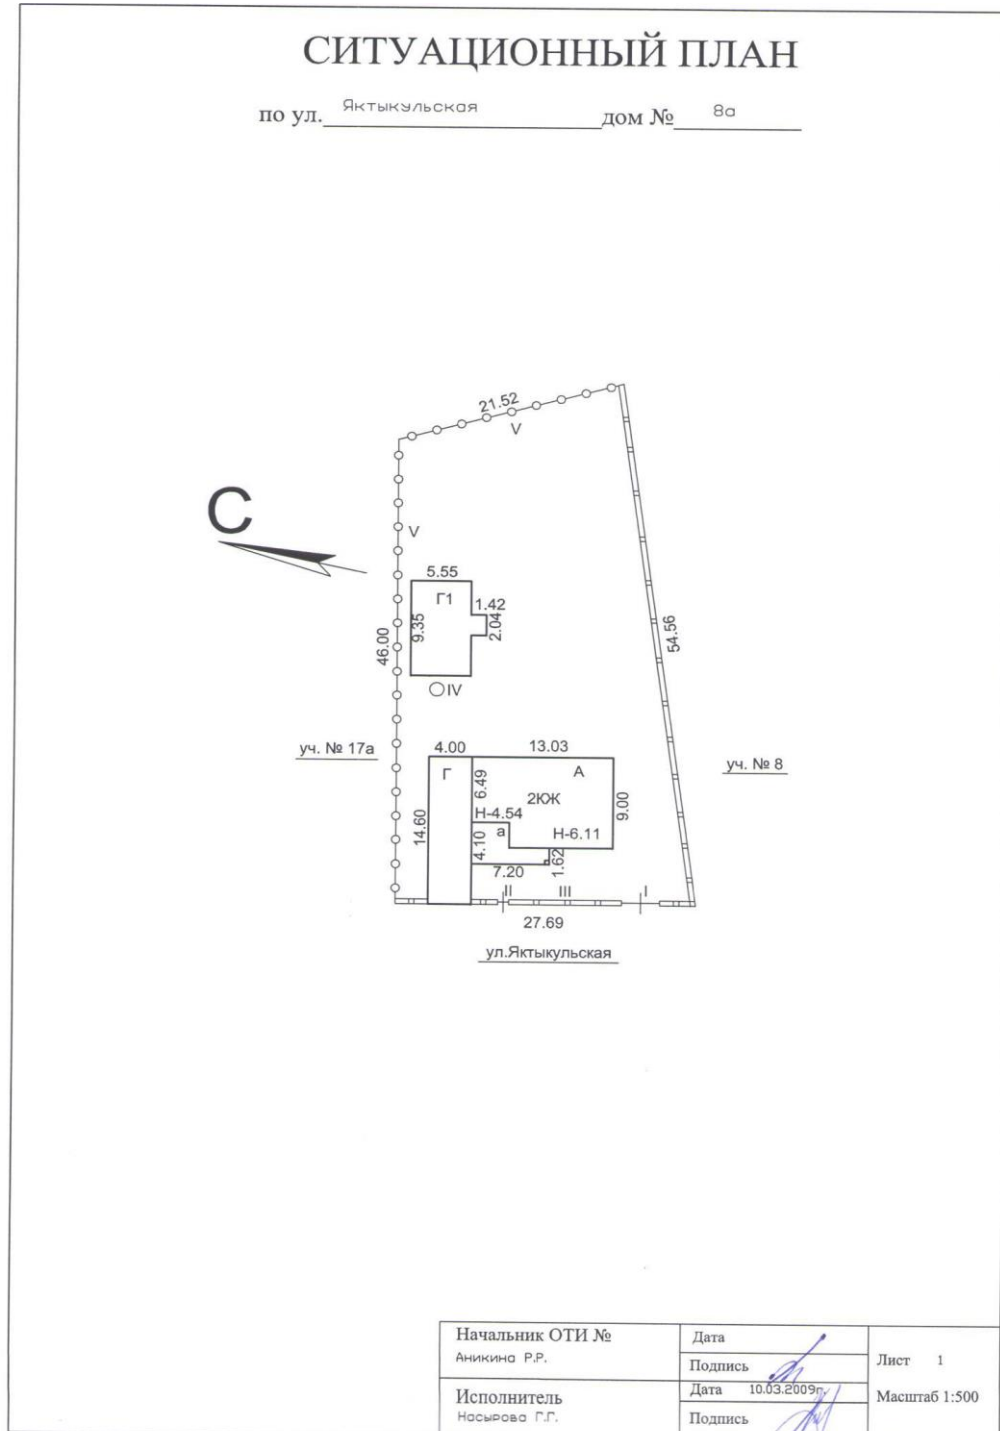 СИТУАЦИОННЫЙ ПЛАН
по ул. Яктыкульская дом № 8а
21.52
V
С
V
5.55
Г1
1.42
9.35
2.04
46.00
54.56
IV
уч. № 17а
4.00
13.03
уч. № 8
Г
А
6.49
2КЖ
9.00
14.60
Н-4.54
а
Н-6.11
4.10
7.20
1.62
II
III
I
27.69
ул.Яктыкульская
Начальник ОТИ №
Аникина Р.Р.
Дата
Подпись
Лист 1
Исполнитель
Насырова Г.Г.
Дата 10.03.2009г.
Подпись
Масштаб 1:500